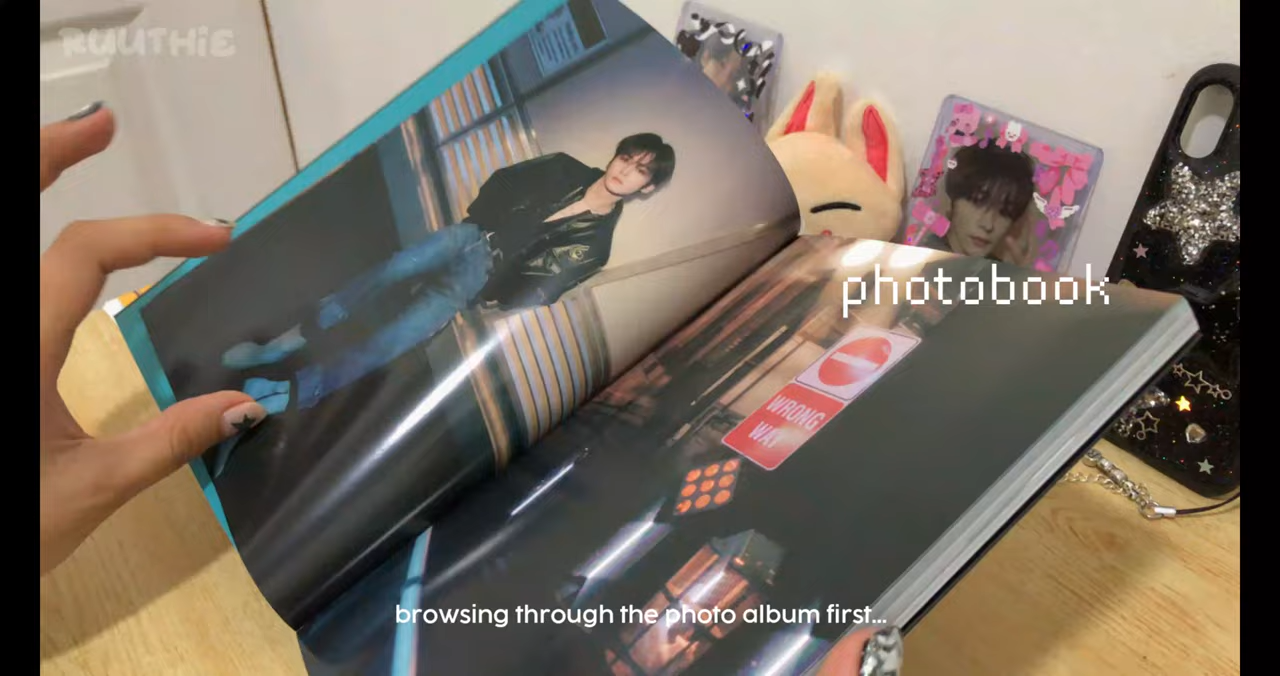 RUUTHiE
photobook
WRONG
WAY
browsing through the photo album first...